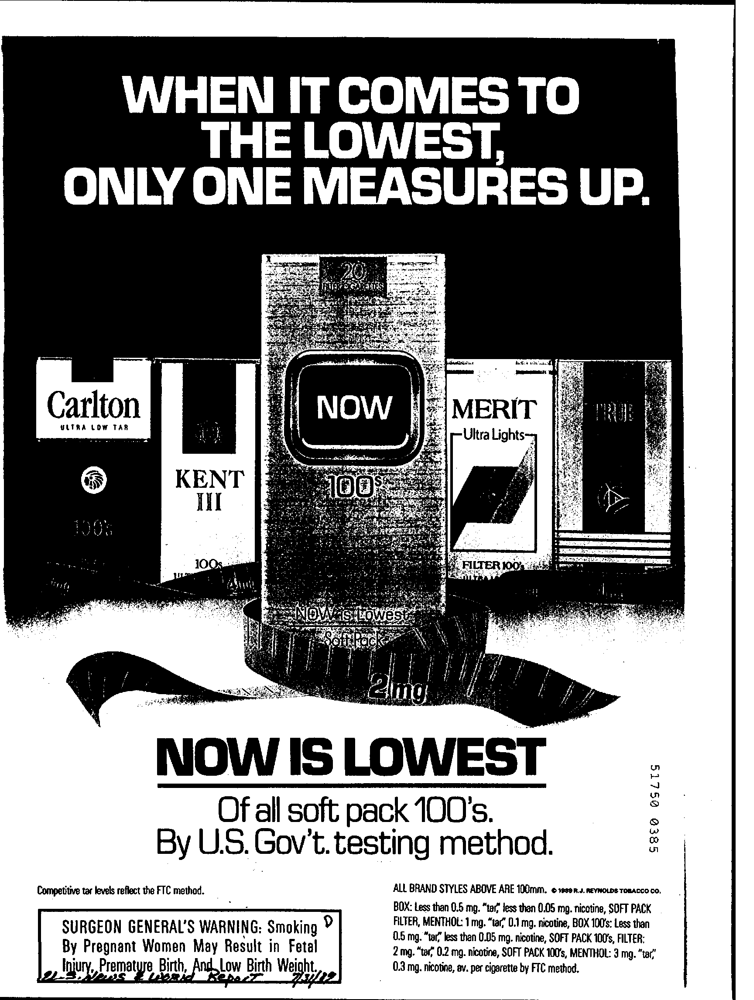 WHEN IT COMES TO
THE LOWEST,
ONLY ONE MEASURES UP.
20
Carlton
ULTRA LOW TAR
100's
KENT
III
100s
NOW
100s
NOW is Lowest
Soft Pack
MERIT
Ultra Lights
FILTER 100's
TRUE
2 mg
NOW IS LOWEST
Of all soft pack 100's.
By U.S. Gov't. testing method.
51750 0385
Competitive tar levels reflect the FTC method.
SURGEON GENERAL'S WARNING: Smoking
By Pregnant Women May Result in Fetal
Injury, Premature Birth, And Low Birth Weight.
U.S. News & World Report 7/31/89
ALL BRAND STYLES ABOVE ARE 100mm. © 1989 R.J. REYNOLDS TOBACCO CO.
BOX: Less than 0.5 mg. "tar," less than 0.05 mg. nicotine, SOFT PACK
FILTER, MENTHOL: 1 mg. "tar," 0.1 mg. nicotine, BOX 100's: Less than
0.5 mg. "tar," less than 0.05 mg. nicotine, SOFT PACK 100's, FILTER:
2 mg. "tar," 0.2 mg. nicotine, SOFT PACK 100's, MENTHOL: 3 mg. "tar,"
0.3 mg. nicotine, av. per cigarette by FTC method.